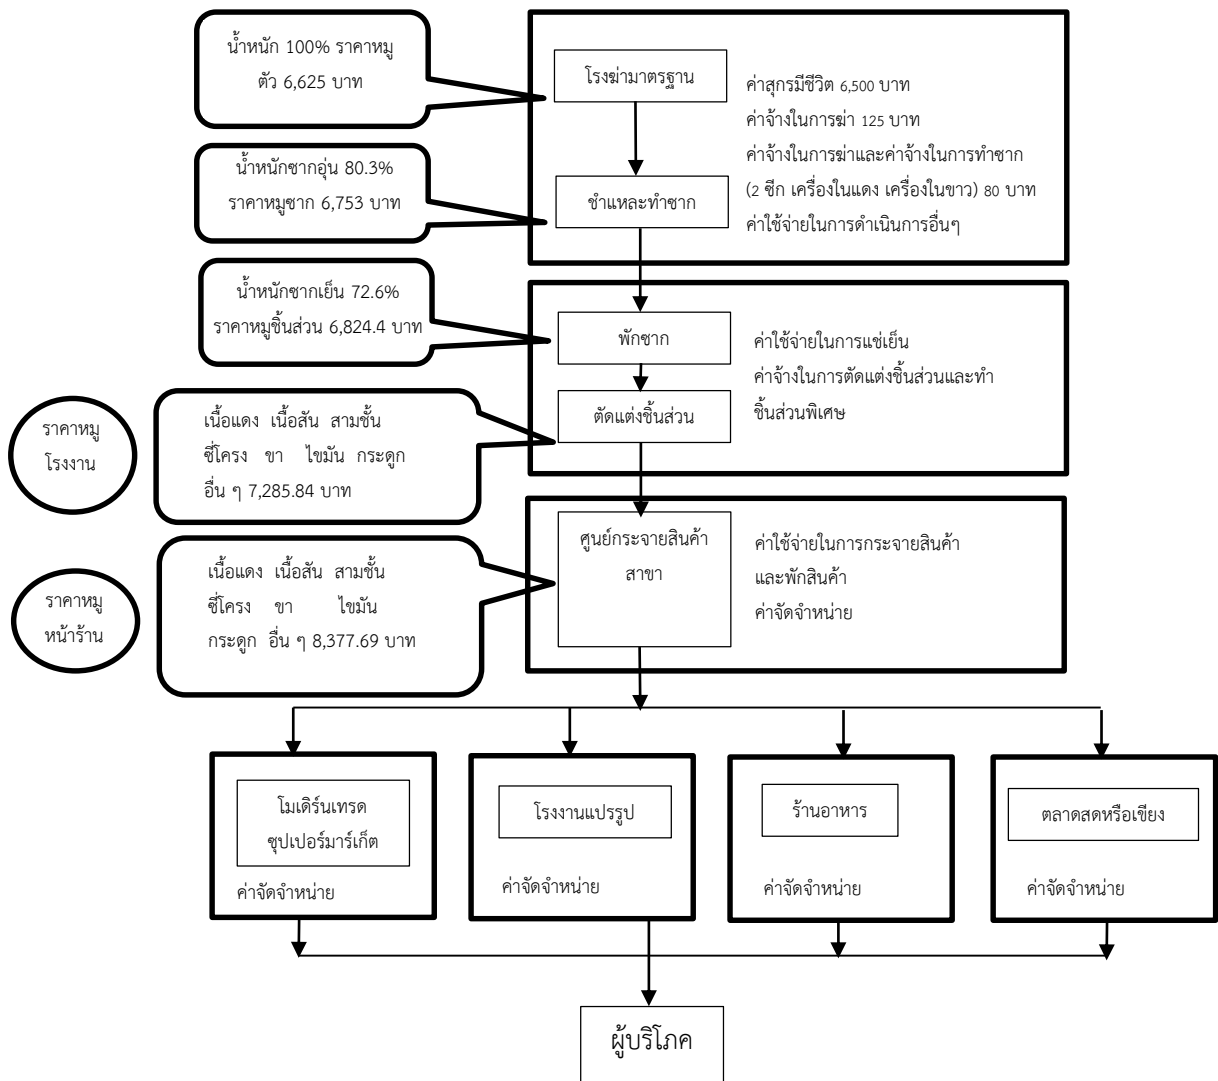 น้ำหนัก 100% ราคาหมู
ตัว 6,625 บาท
โรงฆ่ามาตรฐาน
ค่าสุกรมีชีวิต 6,500 บาท
ค่าจ้างในการฆ่า 125 บาท
ค่าจ้างในการฆ่าและค่าจ้างในการทำซาก
(2 ซีก เครื่องในแดง เครื่องในขาว) 80 บาท
ค่าใช้จ่ายในการดำเนินการอื่นๆ
น้ำหนักซากอุ่น 80.3%
ราคาหมูซาก 6,753 บาท
ชำแหละทำซาก
น้ำหนักซากเย็น 72.6%
ราคาหมูชิ้นส่วน 6,824.4 บาท
พักซาก
ค่าใช้จ่ายในการแช่เย็น
ค่าจ้างในการตัดแต่งชิ้นส่วนและทำ
ชิ้นส่วนพิเศษ
ตัดแต่งชิ้นส่วน
ราคาหมู
โรงงาน
เนื้อแดง เนื้อสัน สามชั้น
ซี่โครง ขา ไขมัน กระดูก
อื่น ๆ 7,285.84 บาท
ศูนย์กระจายสินค้า
สาขา
ค่าใช้จ่ายในการกระจายสินค้า
และพักสินค้า
ค่าจัดจำหน่าย
ราคาหมู
หน้าร้าน
เนื้อแดง เนื้อสัน สามชั้น
ซี่โครง ขา ไขมัน
กระดูก อื่น ๆ 8,377.69 บาท
โมเดิร์นเทรด
ซุปเปอร์มาร์เก็ต
ค่าจัดจำหน่าย
โรงงานแปรรูป
ค่าจัดจำหน่าย
ร้านอาหาร
ค่าจัดจำหน่าย
ตลาดสดหรือเขียง
ค่าจัดจำหน่าย
ผู้บริโภค